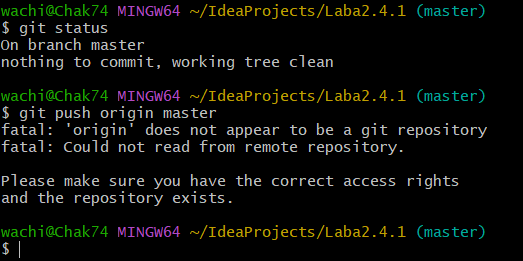 wachi@Chak74 MINGW64 ~/IdeaProjects/Laba2.4.1 (master)
$ git status
On branch master
nothing to commit, working tree clean
wachi@Chak74 MINGW64 ~/IdeaProjects/Laba2.4.1 (master)
$ git push origin master
fatal: 'origin' does not appear to be a git repository
fatal: Could not read from remote repository.
Please make sure you have the correct access rights
and the repository exists.
wachi@Chak74 MINGW64 ~/IdeaProjects/Laba2.4.1 (master)
$